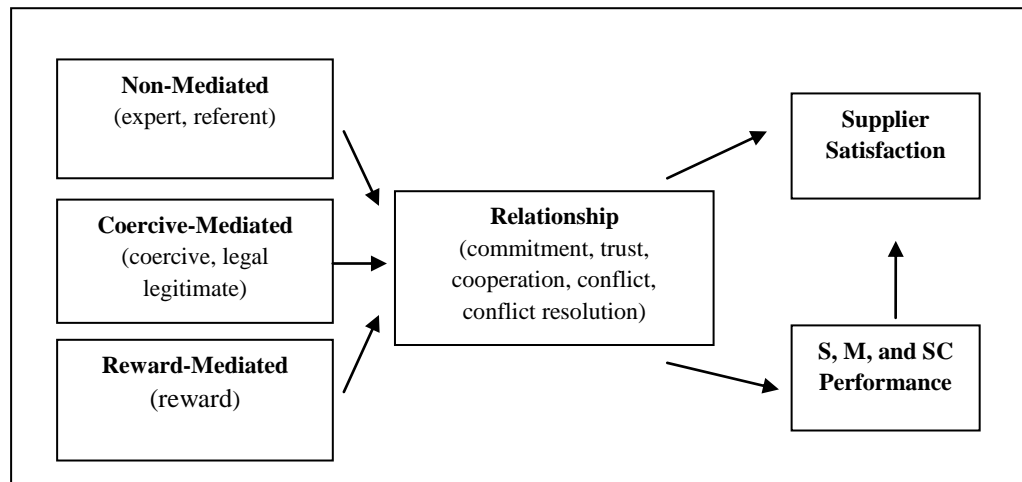 Non-Mediated
(expert, referent)
Coercive-Mediated
(coercive, legal
legitimate)
Reward-Mediated
(reward)
Relationship
(commitment, trust,
cooperation, conflict,
conflict resolution)
Supplier
Satisfaction
S, M, and SC
Performance